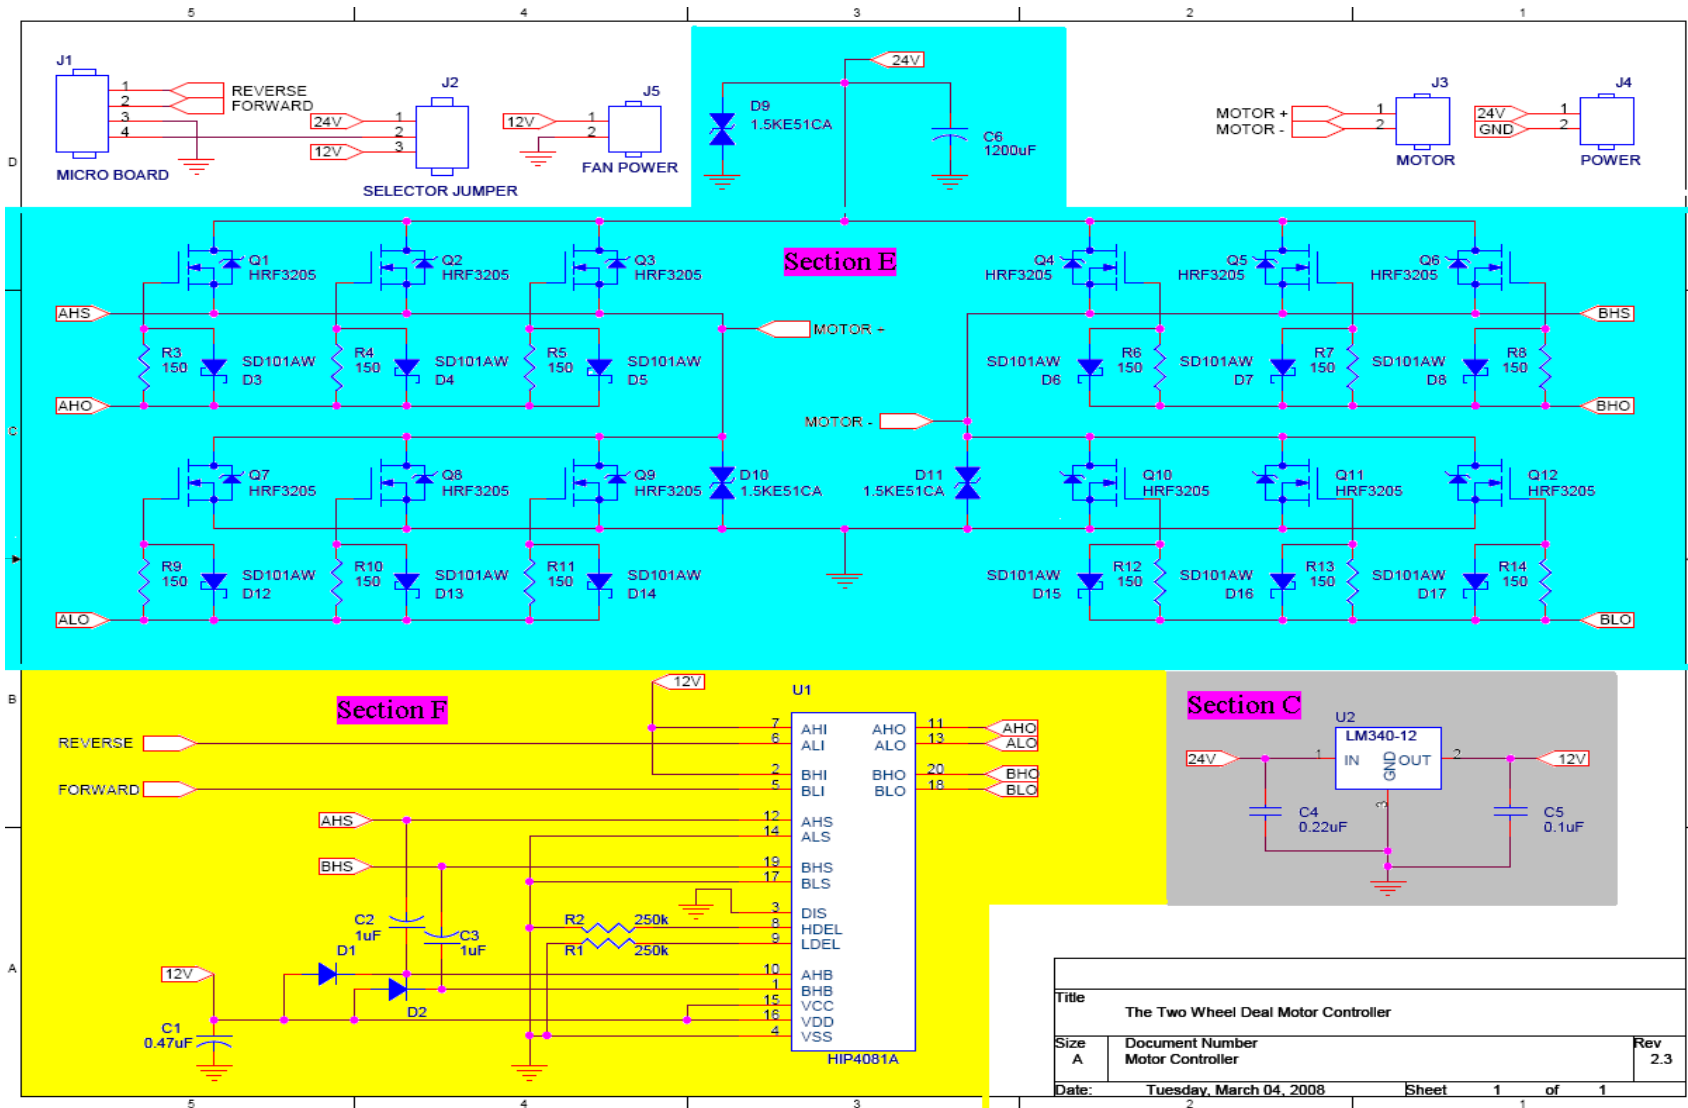 5 4 3 2 1
J1
1
2
3
4
REVERSE
FORWARD
MICRO BOARD
J2
24V
12V
1
2
3
SELECTOR JUMPER
J5
12V
1
2
FAN POWER
24V
D9
1.5KE51CA
C6
1200uF
MOTOR +
MOTOR -
1
2
J3
MOTOR
24V
GND
1
2
J4
POWER
D
Section E
Q1
HRF3205
Q2
HRF3205
Q3
HRF3205
Q4
HRF3205
Q5
HRF3205
Q6
HRF3205
AHS
MOTOR +
BHS
R3
150
SD101AW
D3
R4
150
SD101AW
D4
R5
150
SD101AW
D5
SD101AW
D6
R6
150
SD101AW
D7
R7
150
SD101AW
D8
R8
150
AHO
BHO
C
MOTOR -
Q7
HRF3205
Q8
HRF3205
Q9
HRF3205
D10
1.5KE51CA
D11
1.5KE51CA
Q10
HRF3205
Q11
HRF3205
Q12
HRF3205
R9
150
SD101AW
D12
R10
150
SD101AW
D13
R11
150
SD101AW
D14
SD101AW
D15
R12
150
SD101AW
D16
R13
150
SD101AW
D17
R14
150
ALO
BLO
B
Section F
12V
U1
REVERSE
FORWARD
7 AHI
6 ALI
2 BHI
5 BLI
12 AHS
14 ALS
19 BHS
17 BLS
3 DIS
8 HDEL
9 LDEL
10 AHB
1 BHB
15 VCC
16 VDD
4 VSS
AHO 11 AHO
ALO 13 ALO
BHO 20 BHO
BLO 18 BLO
HIP4081A
AHS
BHS
C2
1uF
C3
1uF
R2 250k
R1 250k
D1
D2
12V
C1
0.47uF
A
Section C
U2
LM340-12
24V
1
IN
GND
OUT
2
12V
3
C4
0.22uF
C5
0.1uF
Title
The Two Wheel Deal Motor Controller
Size
A
Document Number
Motor Controller
Rev
2.3
Date: Tuesday, March 04, 2008 Sheet 1 of 1
5 4 3 2 1